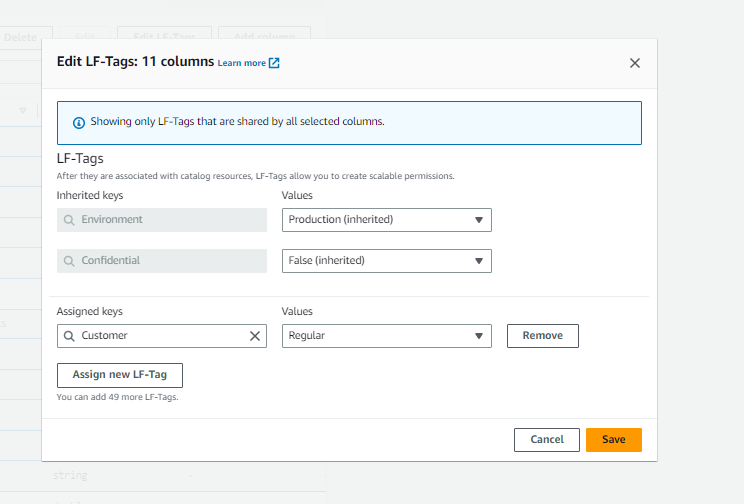 Delete Edit Edit LF-Tags Add column
Edit LF-Tags: 11 columns Learn more
Showing only LF-Tags that are shared by all selected columns.
LF-Tags
After they are associated with catalog resources, LF-Tags allow you to create scalable permissions.
Inherited keys Values
Environment Production (inherited)
Confidential False (inherited)
Assigned keys Values
Customer Regular Remove
Assign new LF-Tag
You can add 49 more LF-Tags.
Cancel Save
string -